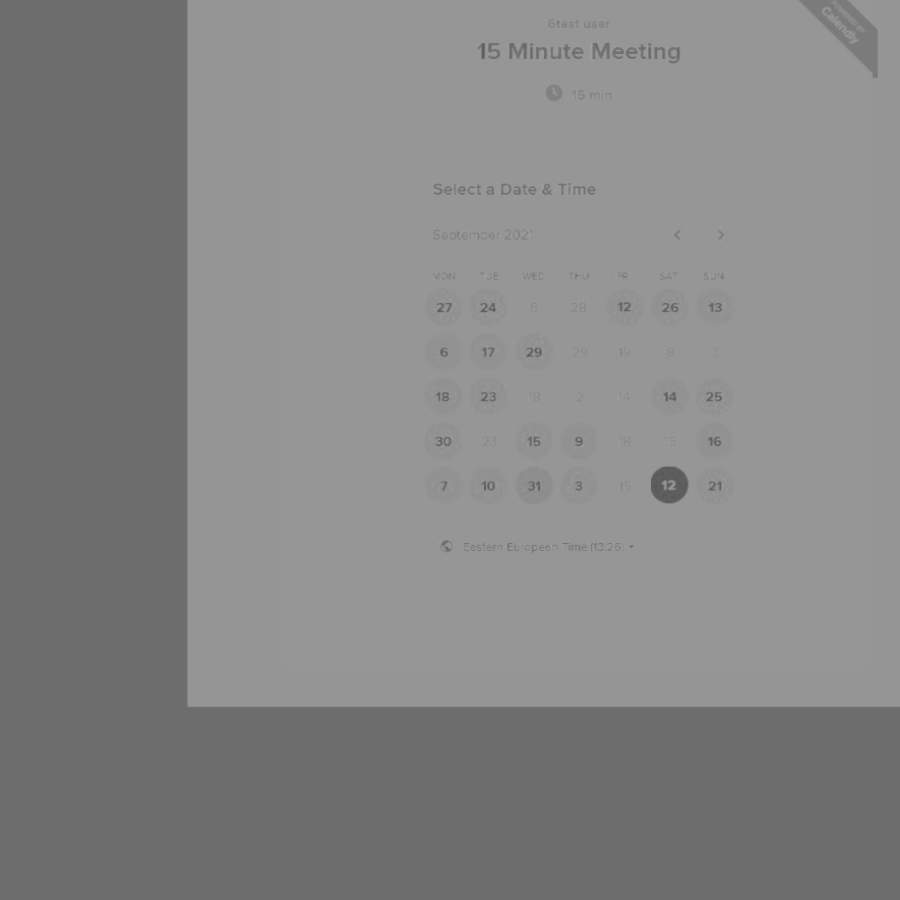 POWERED BY
Calendly
6test user
15 Minute Meeting
15 min
Select a Date & Time
September 2021
MON TUE WED THU FR SAT SUN
27 24 6 28 12 26 13
6 17 29 29 19 8 3
18 23 18 2 14 14 25
30 23 15 9 18 15 16
7 10 31 3 15 12 21
Eestern Europeen Time (13:26)